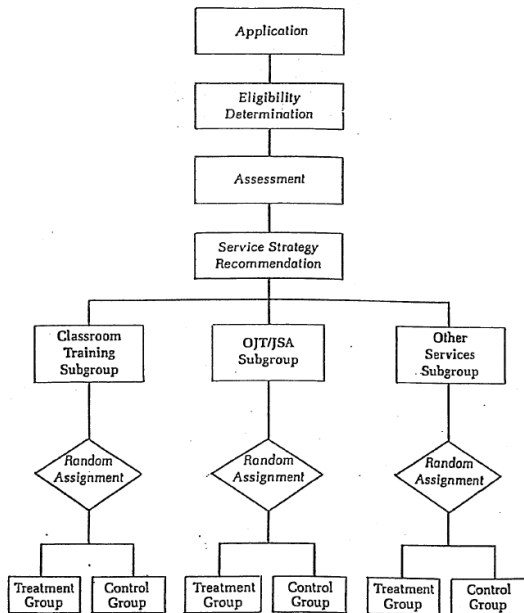 Application
Eligibility
Determination
Assessment
Service Strategy
Recommendation
Classroom
Training
Subgroup
OJT/JSA
Subgroup
Other
Services
Subgroup
Random
Assignment
Random
Assignment
Random
Assignment
Treatment
Group
Control
Group
Treatment
Group
Control
Group
Treatment
Group
Control
Group